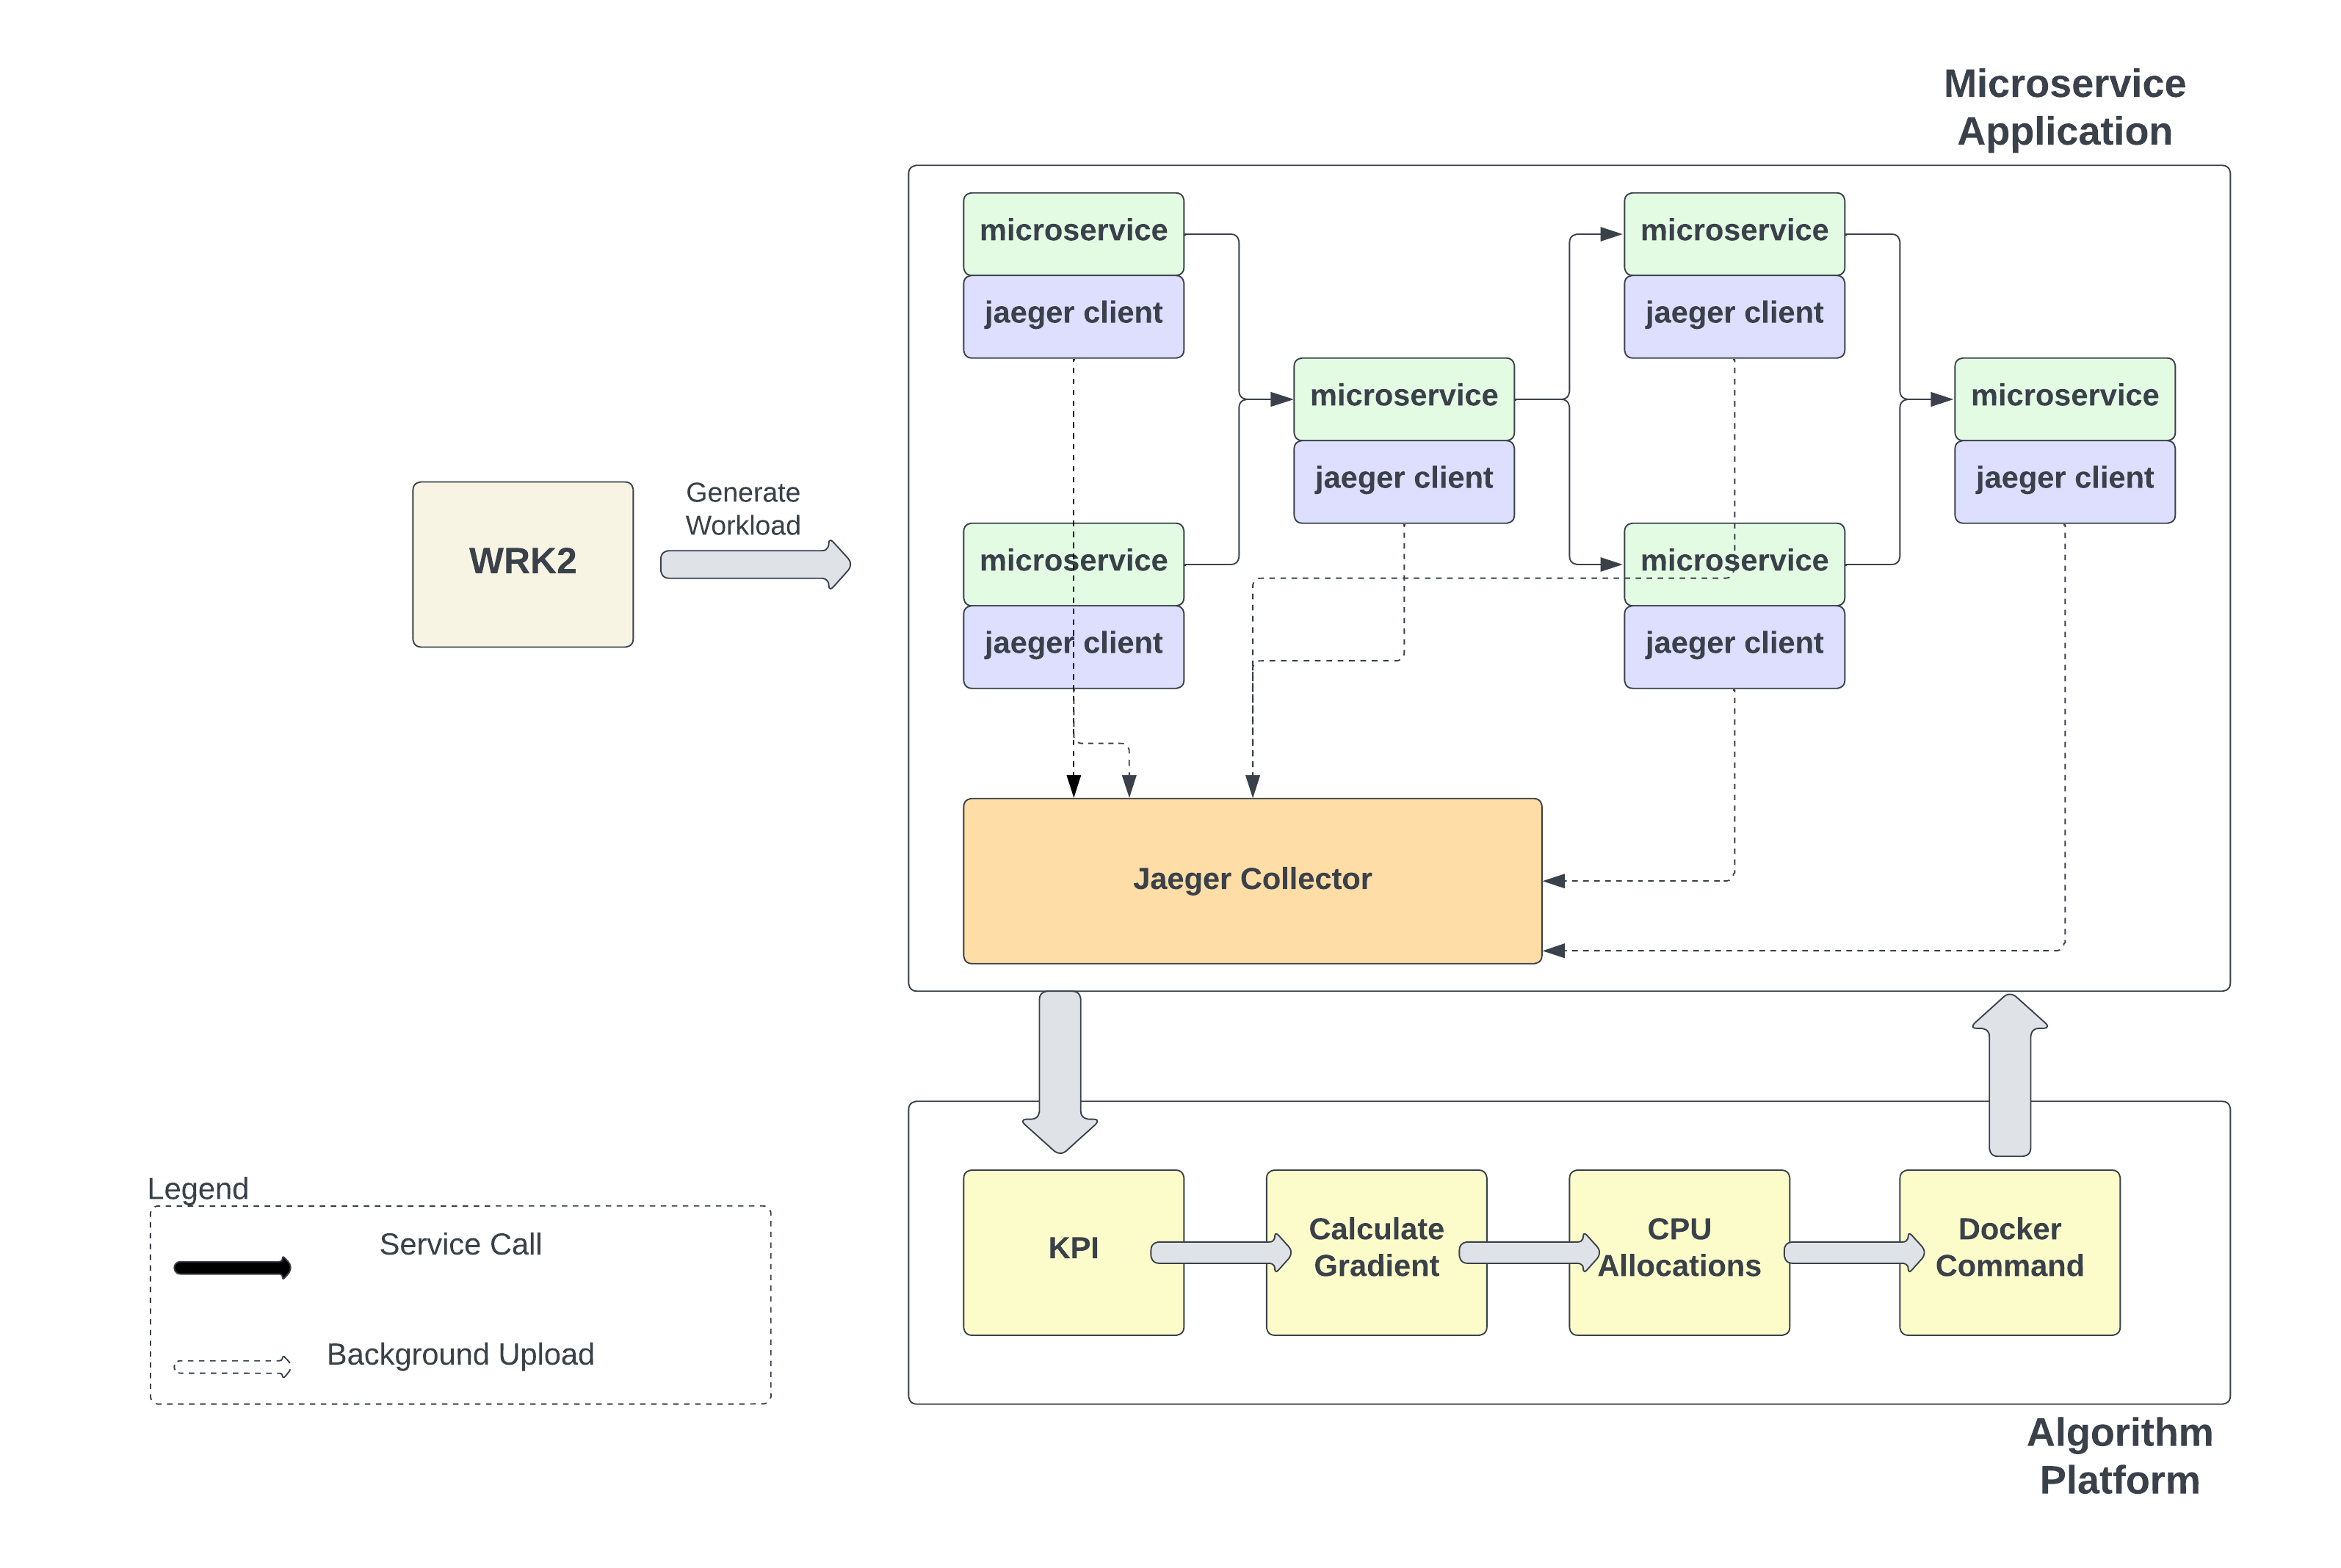 Microservice
Application
microservice
jaeger client
microservice
jaeger client
microservice
jaeger client
microservice
jaeger client
Generate
Workload
WRK2
microservice
jaeger client
microservice
jaeger client
Jaeger Collector
Legend
Service Call
Background Upload
KPI
Calculate
Gradient
CPU
Allocations
Docker
Command
Algorithm
Platform